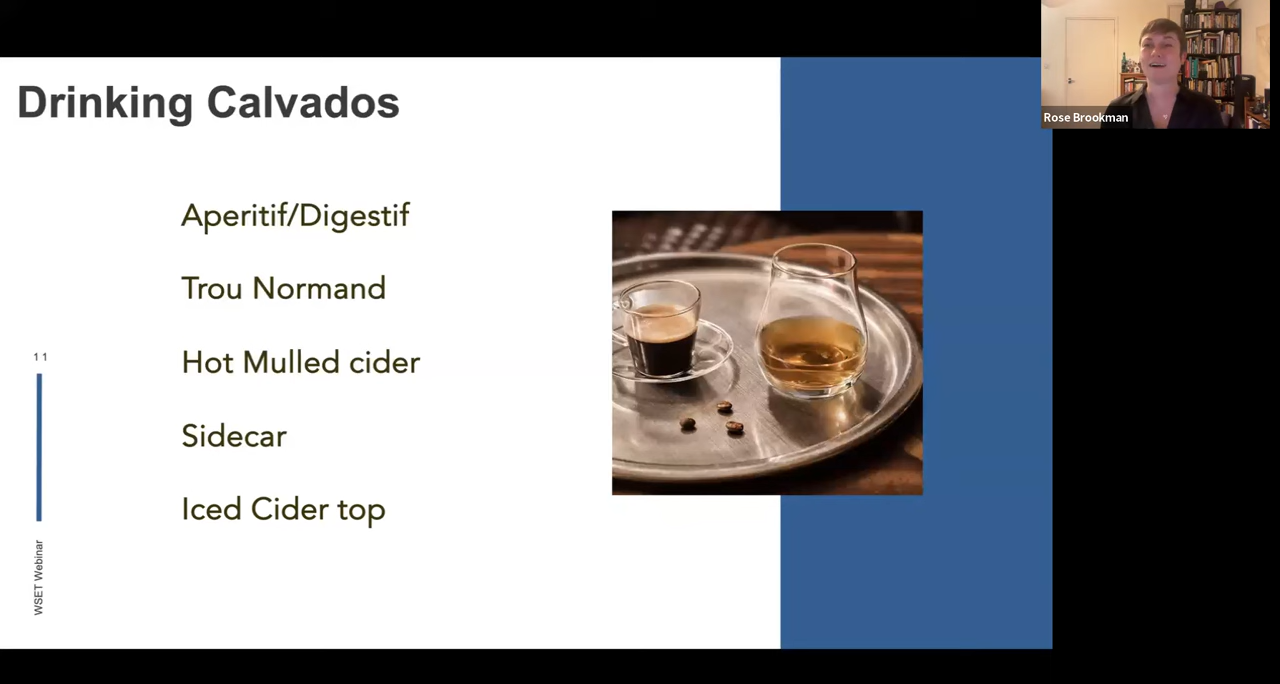 Drinking Calvados
Rose Brookman
Aperitif/Digestif
Trou Normand
Hot Mulled cider
Sidecar
Iced Cider top
11
WSET Webinar